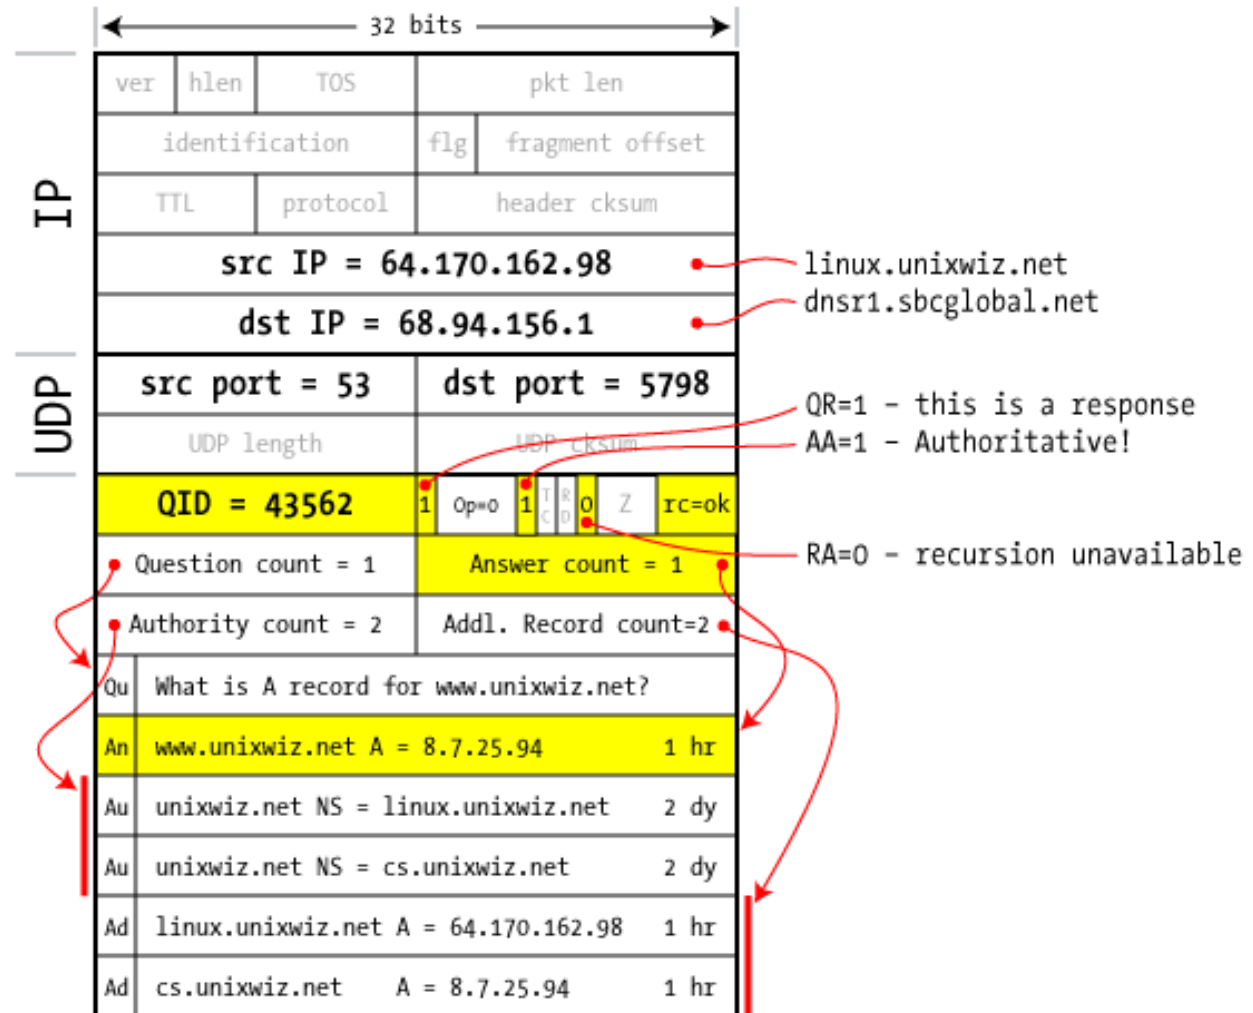 32 bits
IP
ver hlen TOS pkt len
identification flg fragment offset
TTL protocol header cksum
src IP = 64.170.162.98 linux.unixwiz.net
dst IP = 68.94.156.1 dnsr1.sbcglobal.net
UDP
src port = 53 dst port = 5798
QR=1 – this is a response
UDP length UDP cksum AA=1 – Authoritative!
QID = 43562 1 Op=0 1 TC RD 0 Z rc=ok
RA=0 – recursion unavailable
Question count = 1 Answer count = 1
Authority count = 2 Addl. Record count=2
Qu What is A record for www.unixwiz.net?
An www.unixwiz.net A = 8.7.25.94 1 hr
Au unixwiz.net NS = linux.unixwiz.net 2 dy
Au unixwiz.net NS = cs.unixwiz.net 2 dy
Ad linux.unixwiz.net A = 64.170.162.98 1 hr
Ad cs.unixwiz.net A = 8.7.25.94 1 hr